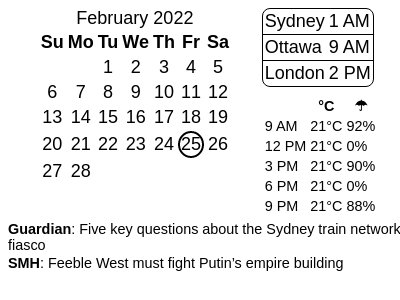 February 2022
Su Mo Tu We Th Fr Sa
1 2 3 4 5
6 7 8 9 10 11 12
13 14 15 16 17 18 19
20 21 22 23 24 25 26
27 28
Sydney 1 AM
Ottawa 9 AM
London 2 PM
°C ☂
9 AM 21°C 92%
12 PM 21°C 0%
3 PM 21°C 90%
6 PM 21°C 0%
9 PM 21°C 88%
Guardian: Five key questions about the Sydney train network
fiasco
SMH: Feeble West must fight Putin’s empire building